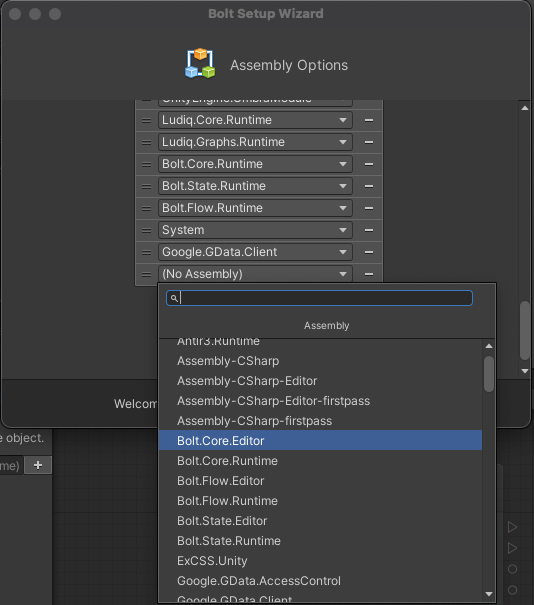 Bolt Setup Wizard
Assembly Options
UnityEngine.UmbraModule
Ludiq.Core.Runtime
Ludiq.Graphs.Runtime
Bolt.Core.Runtime
Bolt.State.Runtime
Bolt.Flow.Runtime
System
Google.GData.Client
(No Assembly)
Assembly
Antlr3.Runtime
Assembly-CSharp
Assembly-CSharp-Editor
Assembly-CSharp-Editor-firstpass
Assembly-CSharp-firstpass
Welcom
Bolt.Core.Editor
e object.
Bolt.Core.Runtime
me)
Bolt.Flow.Editor
Bolt.Flow.Runtime
Bolt.State.Editor
Bolt.State.Runtime
ExCSS.Unity
Google.GData.AccessControl
Google.GData.Client